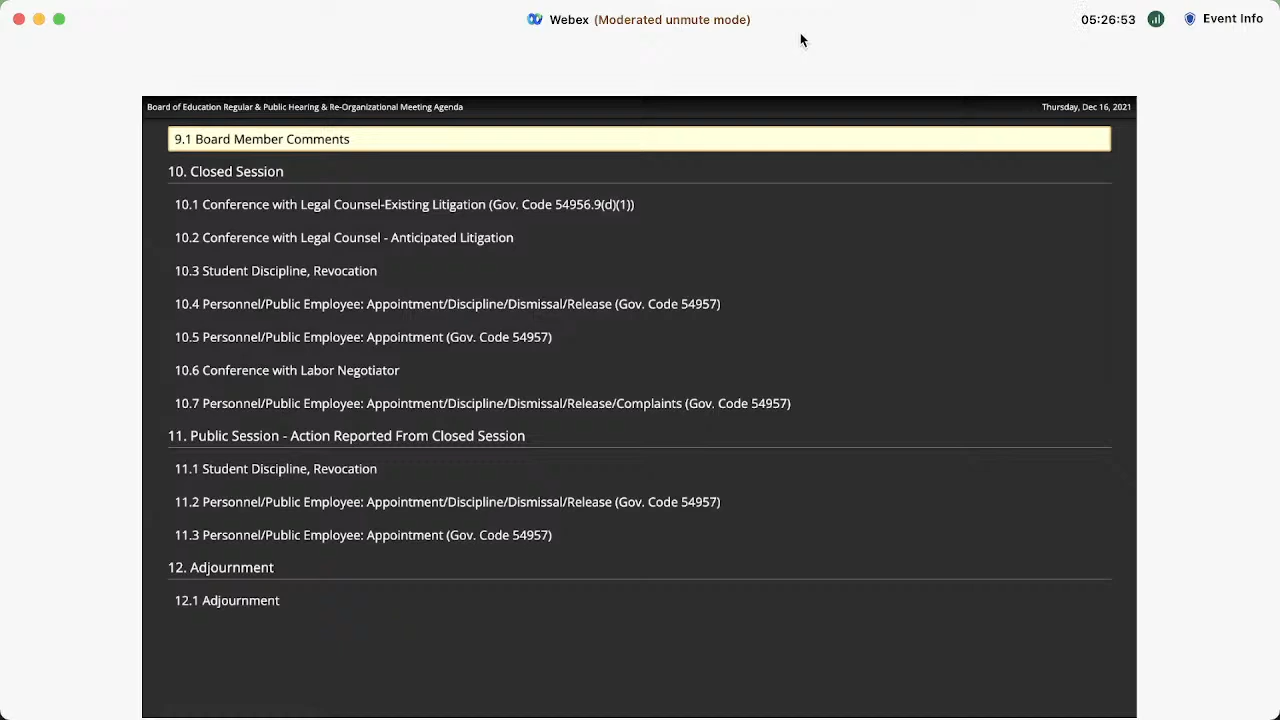 Webex (Moderated unmute mode)
05:26:53
Event Info
Board of Education Regular & Public Hearing & Re-Organizational Meeting Agenda
Thursday, Dec 16, 2021
9.1 Board Member Comments
10. Closed Session
10.1 Conference with Legal Counsel-Existing Litigation (Gov. Code 54956.9(d)(1))
10.2 Conference with Legal Counsel - Anticipated Litigation
10.3 Student Discipline, Revocation
10.4 Personnel/Public Employee: Appointment/Discipline/Dismissal/Release (Gov. Code 54957)
10.5 Personnel/Public Employee: Appointment (Gov. Code 54957)
10.6 Conference with Labor Negotiator
10.7 Personnel/Public Employee: Appointment/Discipline/Dismissal/Release/Complaints (Gov. Code 54957)
11. Public Session - Action Reported From Closed Session
11.1 Student Discipline, Revocation
11.2 Personnel/Public Employee: Appointment/Discipline/Dismissal/Release (Gov. Code 54957)
11.3 Personnel/Public Employee: Appointment (Gov. Code 54957)
12. Adjournment
12.1 Adjournment